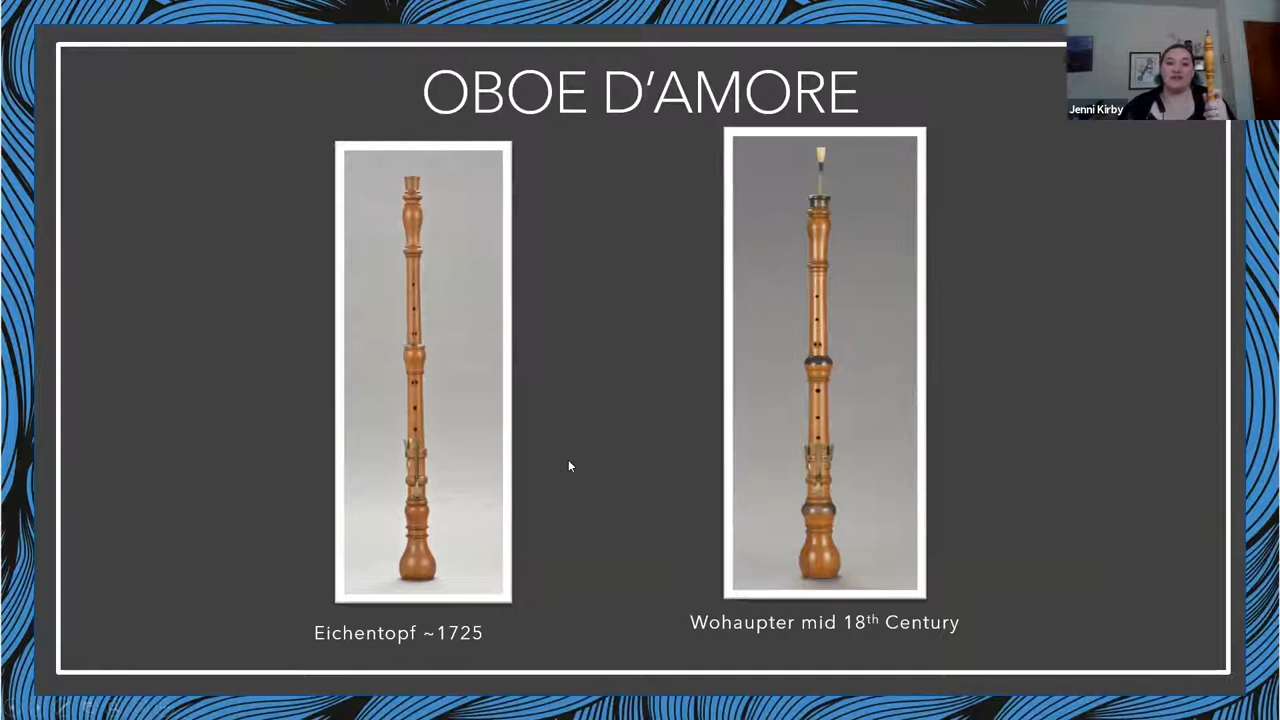 OBOE D'AMORE
Jenni Kirby
Eichentopf ~1725
Wohaupter mid 18th Century